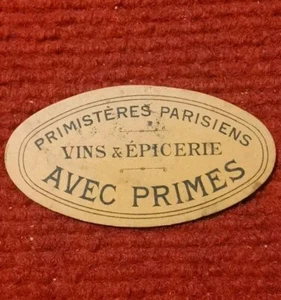 PRIMISTÈRES PARISIENS
VINS & ÉPICERIE
AVEC PRIMES